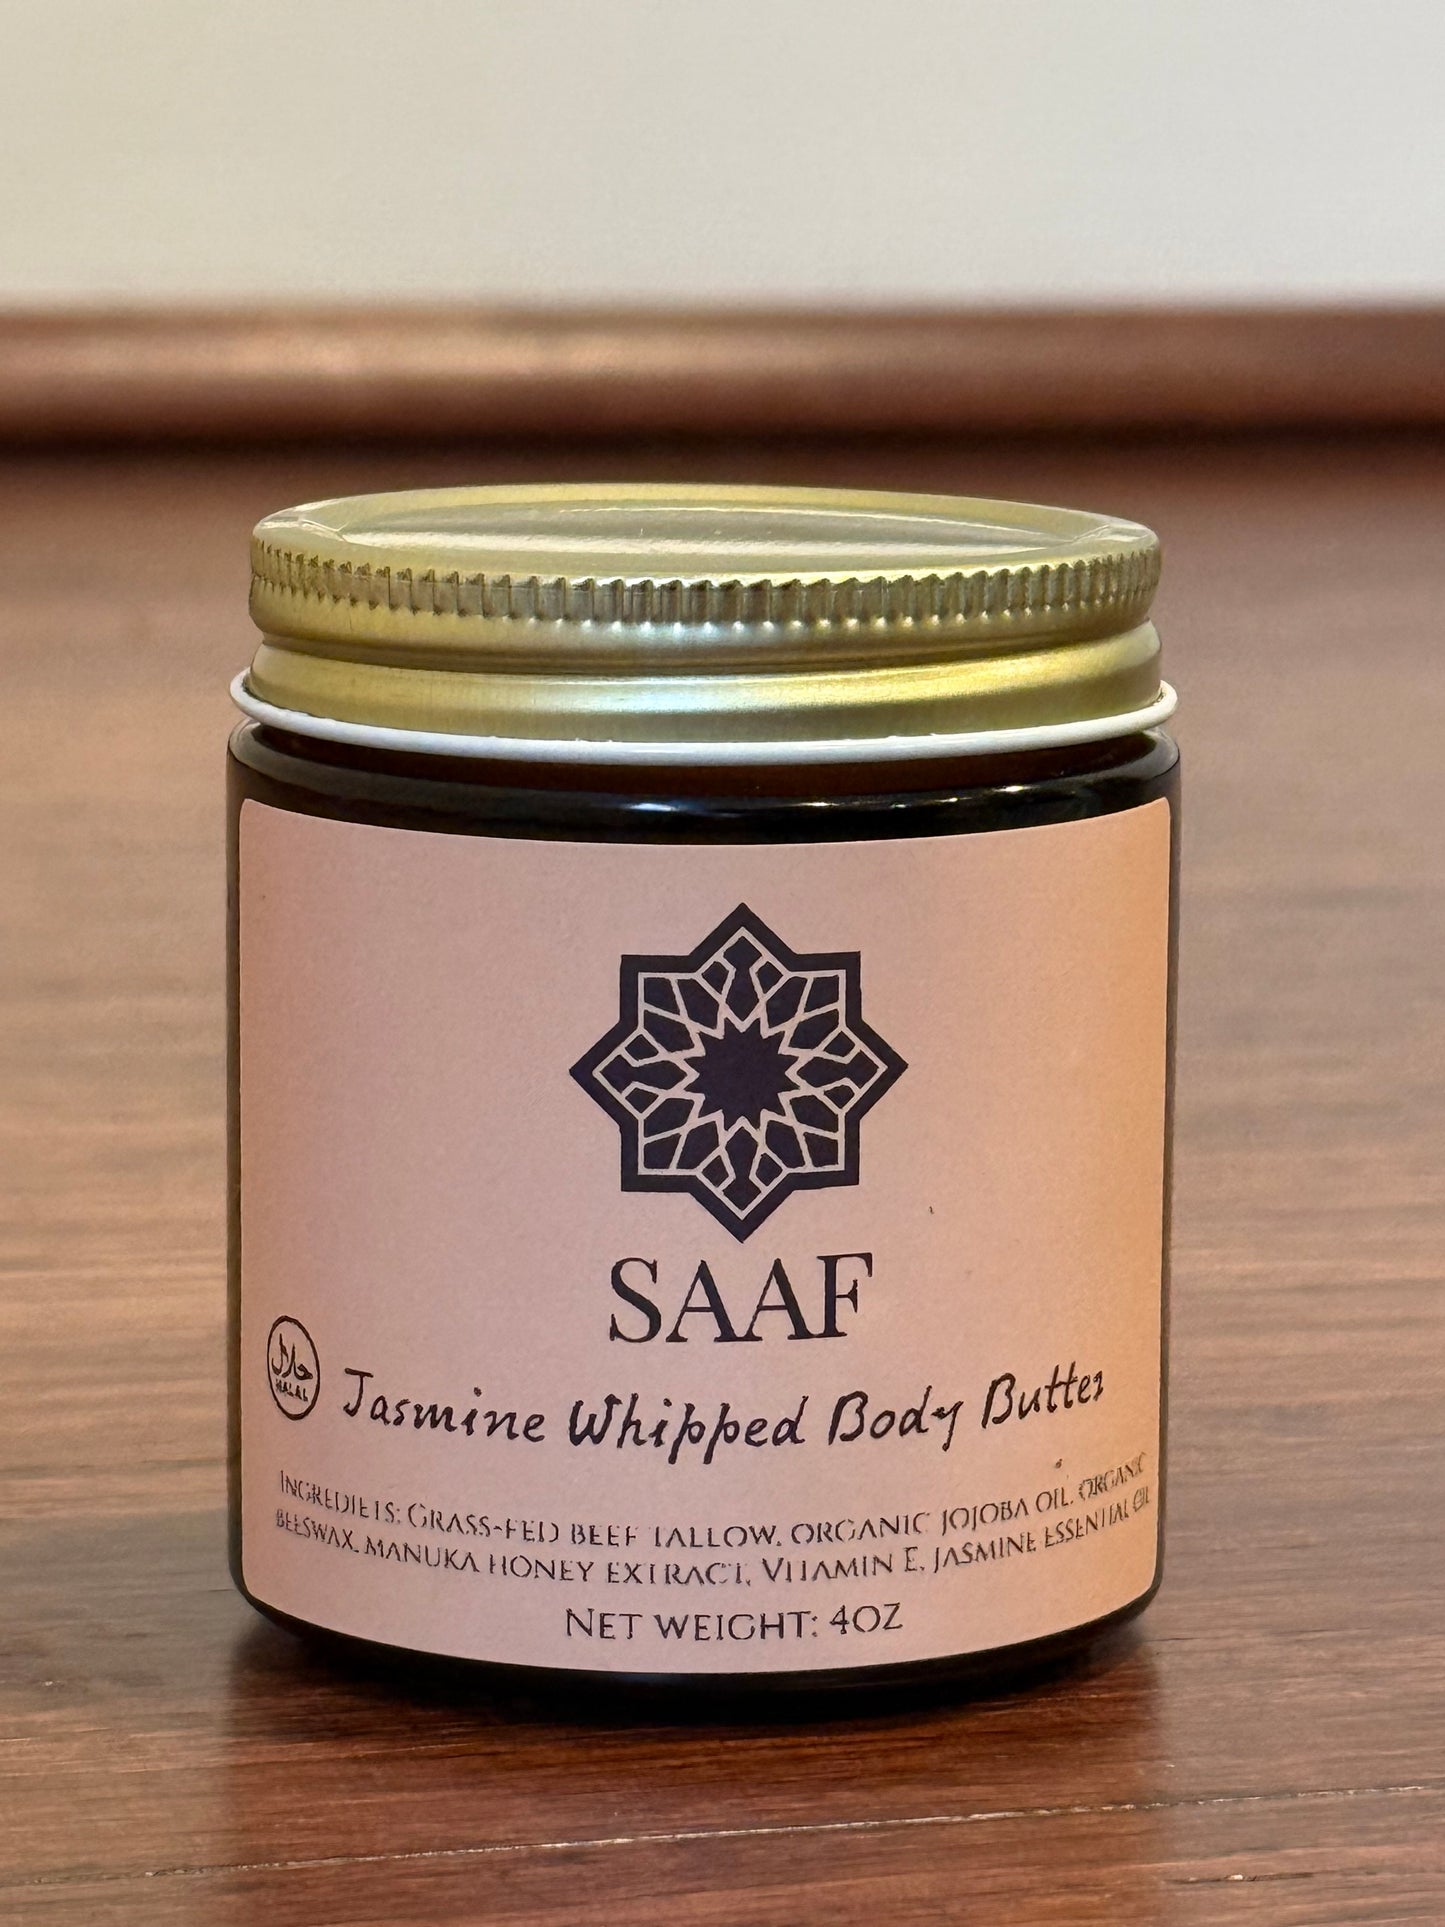 SAAF
حلال
HALAL
Jasmine Whipped Body Butter
INGREDIETS: GRASS-FED BEEF TALLOW, ORGANIC JOJOBA OIL, ORGANIC
BEESWAX, MANUKA HONEY EXTRACT, VITAMIN E, JASMINE ESSENTIAL OIL
NET WEIGHT: 4OZ